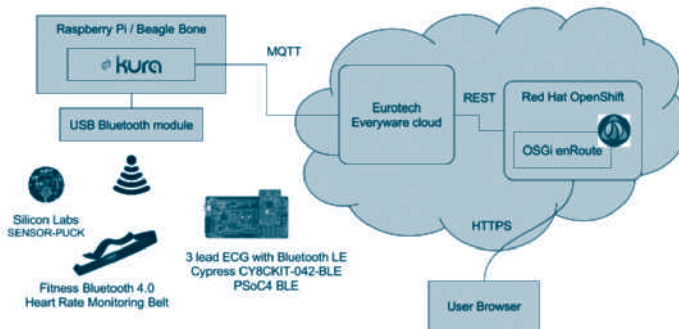 Raspberry Pi / Beagle Bone
kura
USB Bluetooth module
MQTT
Eurotech
Everyware cloud
REST
Red Hat OpenShift
OSGi enRoute
HTTPS
User Browser
Silicon Labs
SENSOR-PUCK
3 lead ECG with Bluetooth LE
Cypress CY8CKIT-042-BLE
PSoC4 BLE
Fitness Bluetooth 4.0
Heart Rate Monitoring Belt